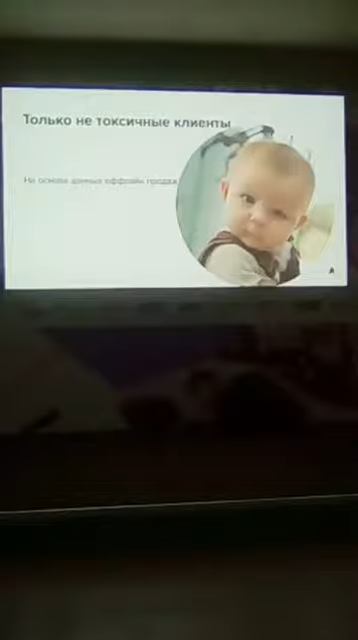 Только не токсичные клиенты
На основе данных оффлайн продаж